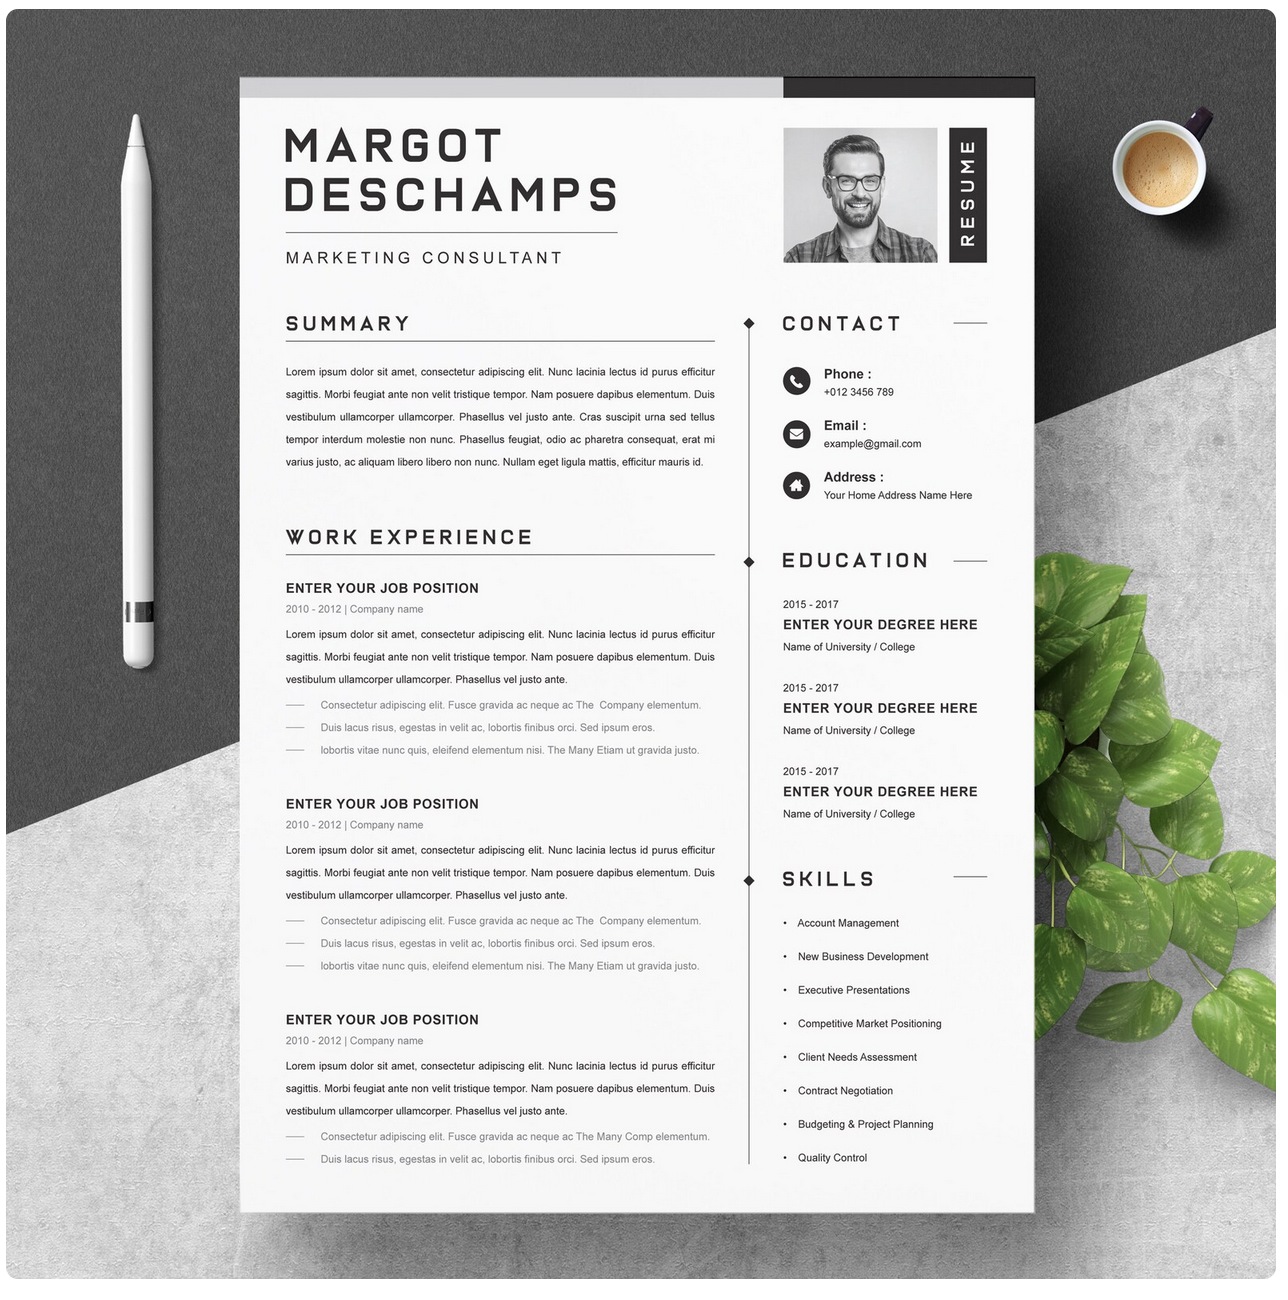 MARGOT
DESCHAMPS
MARKETING CONSULTANT
RESUME
SUMMARY
Lorem ipsum dolor sit amet, consectetur adipiscing elit. Nunc lacinia lectus id purus efficitur
sagittis. Morbi feugiat ante non velit tristique tempor. Nam posuere dapibus elementum. Duis
vestibulum ullamcorper ullamcorper. Phasellus vel justo ante. Cras suscipit urna sed tellus
tempor interdum molestie non nunc. Phasellus feugiat, odio ac pharetra consequat, erat mi
varius justo, ac aliquam libero libero non nunc. Nullam eget ligula mattis, efficitur mauris id.
WORK EXPERIENCE
ENTER YOUR JOB POSITION
2010 - 2012 | Company name
Lorem ipsum dolor sit amet, consectetur adipiscing elit. Nunc lacinia lectus id purus efficitur
sagittis. Morbi feugiat ante non velit tristique tempor. Nam posuere dapibus elementum. Duis
vestibulum ullamcorper ullamcorper. Phasellus vel justo ante.
Consectetur adipiscing elit. Fusce gravida ac neque ac The Company elementum.
Duis lacus risus, egestas in velit ac, lobortis finibus orci. Sed ipsum eros.
lobortis vitae nunc quis, eleifend elementum nisi. The Many Etiam ut gravida justo.
ENTER YOUR JOB POSITION
2010 - 2012 | Company name
Lorem ipsum dolor sit amet, consectetur adipiscing elit. Nunc lacinia lectus id purus efficitur
sagittis. Morbi feugiat ante non velit tristique tempor. Nam posuere dapibus elementum. Duis
vestibulum ullamcorper ullamcorper. Phasellus vel justo ante.
Consectetur adipiscing elit. Fusce gravida ac neque ac The Company elementum.
Duis lacus risus, egestas in velit ac, lobortis finibus orci. Sed ipsum eros.
lobortis vitae nunc quis, eleifend elementum nisi. The Many Etiam ut gravida justo.
ENTER YOUR JOB POSITION
2010 - 2012 | Company name
Lorem ipsum dolor sit amet, consectetur adipiscing elit. Nunc lacinia lectus id purus efficitur
sagittis. Morbi feugiat ante non velit tristique tempor. Nam posuere dapibus elementum. Duis
vestibulum ullamcorper ullamcorper. Phasellus vel justo ante.
Consectetur adipiscing elit. Fusce gravida ac neque ac The Many Comp elementum.
Duis lacus risus, egestas in velit ac, lobortis finibus orci. Sed ipsum eros.
CONTACT
Phone :
+012 3456 789
Email :
example@gmail.com
Address :
Your Home Address Name Here
EDUCATION
2015 - 2017
ENTER YOUR DEGREE HERE
Name of University / College
2015 - 2017
ENTER YOUR DEGREE HERE
Name of University / College
2015 - 2017
ENTER YOUR DEGREE HERE
Name of University / College
SKILLS
• Account Management
• New Business Development
• Executive Presentations
• Competitive Market Positioning
• Client Needs Assessment
• Contract Negotiation
• Budgeting & Project Planning
• Quality Control